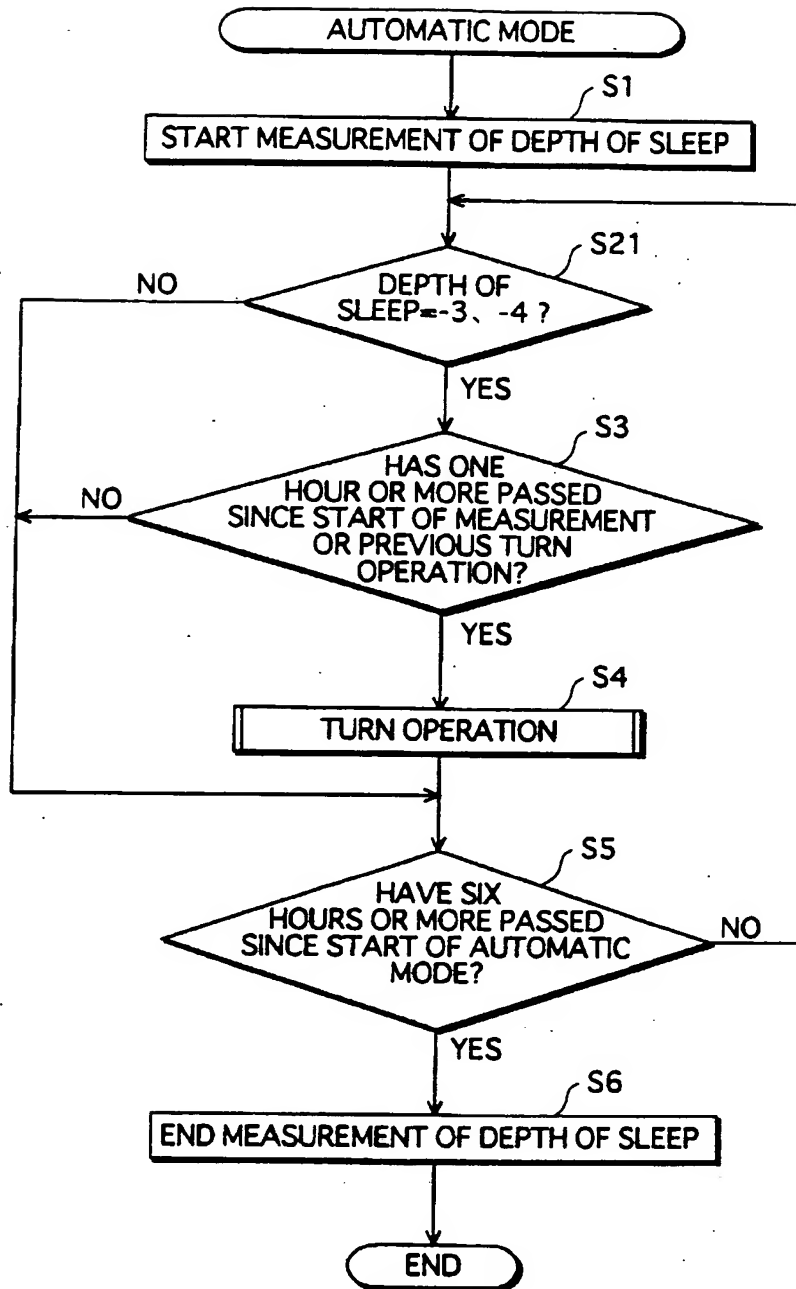 AUTOMATIC MODE
S1
START MEASUREMENT OF DEPTH OF SLEEP
S21
NO
DEPTH OF
SLEEP=-3、-4 ?
YES
S3
NO
HAS ONE
HOUR OR MORE PASSED
SINCE START OF MEASUREMENT
OR PREVIOUS TURN
OPERATION?
YES
S4
TURN OPERATION
S5
HAVE SIX
HOURS OR MORE PASSED
SINCE START OF AUTOMATIC
MODE?
NO
YES
S6
END MEASUREMENT OF DEPTH OF SLEEP
END